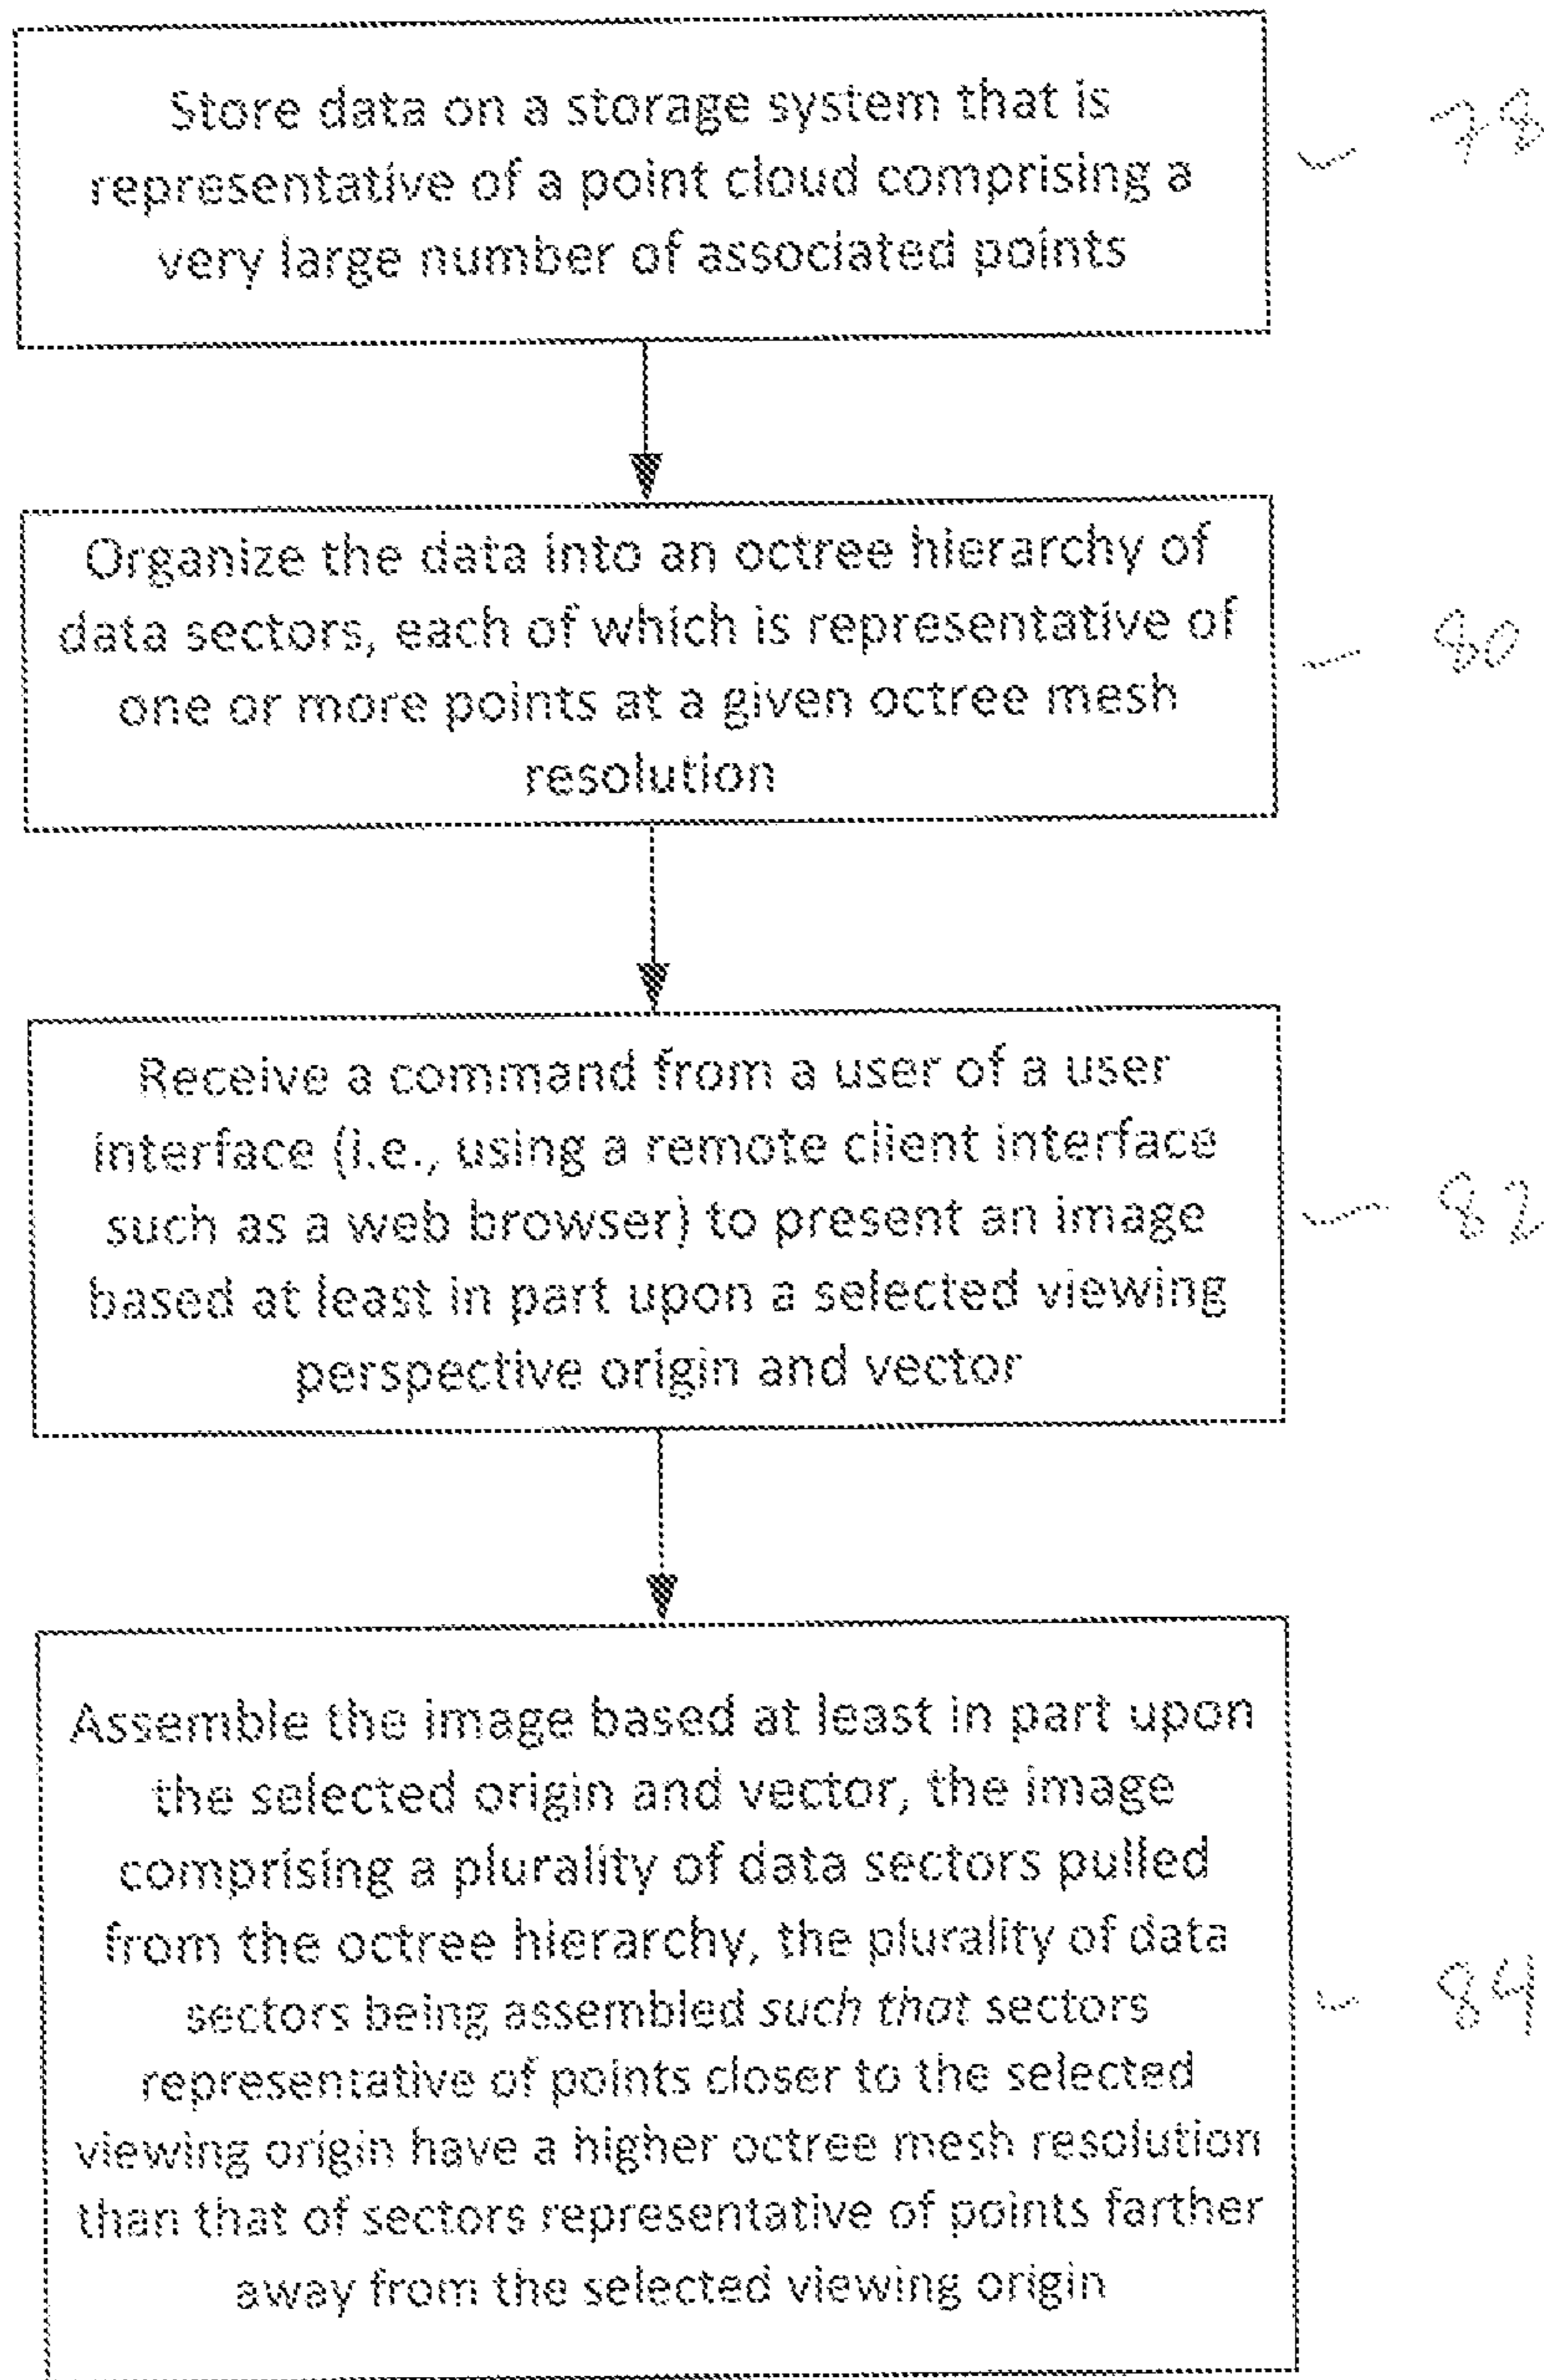 Store data on a storage system that is
representative of a point cloud comprising a
very large number of associated points
78
Organize the data into an octree hierarchy of
data sectors, each of which is representative of
one or more points at a given octree mesh
resolution
80
Receive a command from a user of a user
interface (i.e., using a remote client interface
such as a web browser) to present an image
based at least in part upon a selected viewing
perspective origin and vector
82
Assemble the image based at least in part upon
the selected origin and vector, the image
comprising a plurality of data sectors pulled
from the octree hierarchy, the plurality of data
sectors being assembled such that sectors
representative of points closer to the selected
viewing origin have a higher octree mesh resolution
than that of sectors representative of points farther
away from the selected viewing origin
84